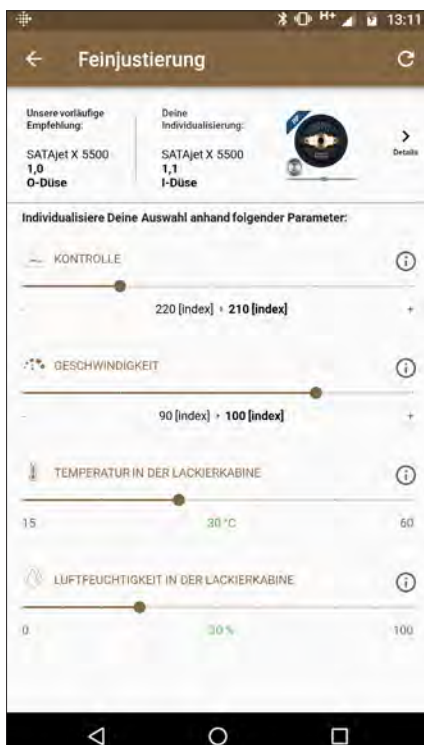 H+ 13:11
Feinjustierung
Unsere vorläufige
Empfehlung:
SATAjet X 5500
1,0
O-Düse
Deine
Individualisierung:
SATAjet X 5500
1,1
I-Düse
Details
Individualisiere Deine Auswahl anhand folgender Parameter:
KONTROLLE
- 220 [index] › 210 [index] +
GESCHWINDIGKEIT
- 90 [index] › 100 [index] +
TEMPERATUR IN DER LACKIERKABINE
15 30 °C 60
LUFTFEUCHTIGKEIT IN DER LACKIERKABINE
0 30 % 100